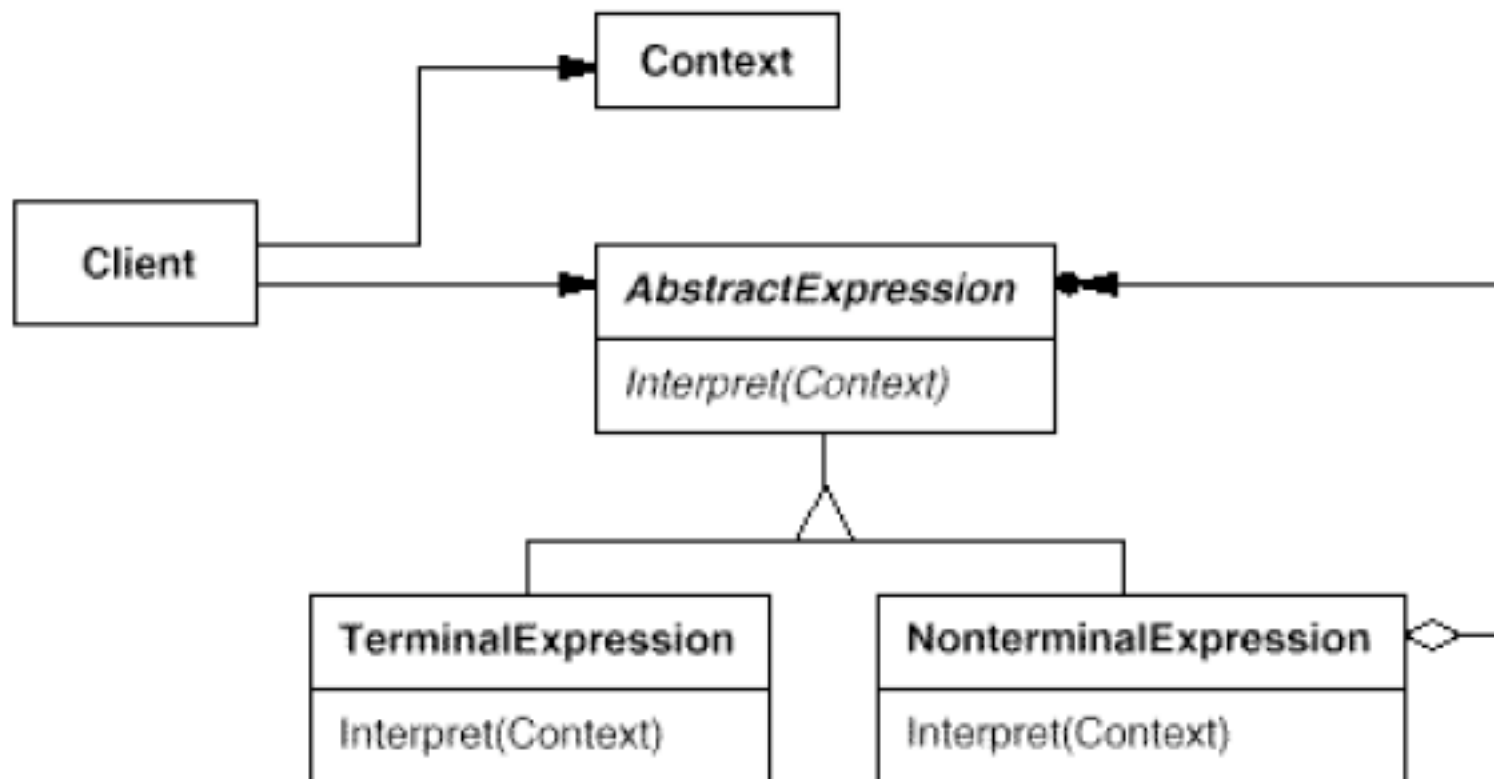 Context
Client
AbstractExpression
Interpret(Context)
TerminalExpression
Interpret(Context)
NonterminalExpression
Interpret(Context)